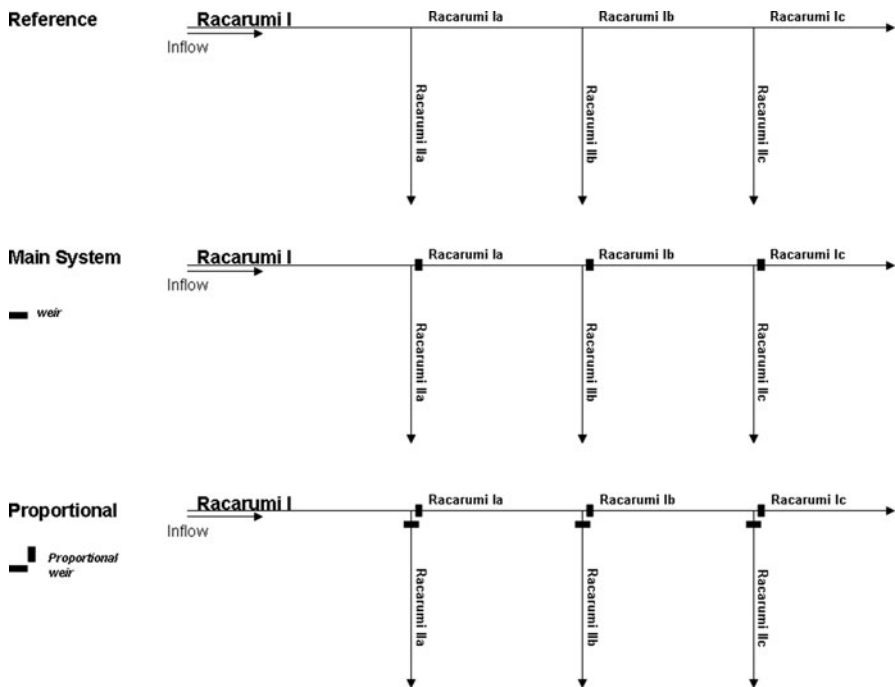 Reference
Racarumi I
Inflow
Racarumi Ia
Racarumi Ib
Racarumi Ic
Racarumi IIa
Racarumi IIb
Racarumi IIc
Main System
weir
Racarumi I
Inflow
Racarumi Ia
Racarumi Ib
Racarumi Ic
Racarumi IIa
Racarumi IIb
Racarumi IIc
Proportional
Proportional
weir
Racarumi I
Inflow
Racarumi Ia
Racarumi Ib
Racarumi Ic
Racarumi IIa
Racarumi IIb
Racarumi IIc